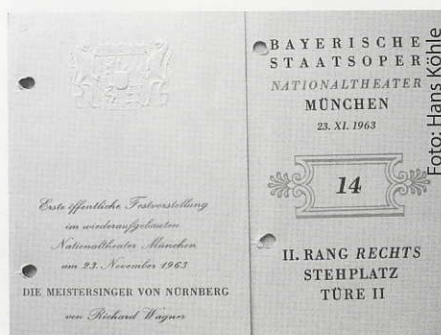 Erste öffentliche Festvorstellung
im wiederaufgebauten
Nationaltheater München
am 23. November 1963
DIE MEISTERSINGER VON NÜRNBERG
von Richard Wagner
BAYERISCHE
STAATSOPER
NATIONALTHEATER
MÜNCHEN
23. XI. 1963
14
II. RANG RECHTS
STEHPLATZ
TÜRE II
Foto: Hans Köhle